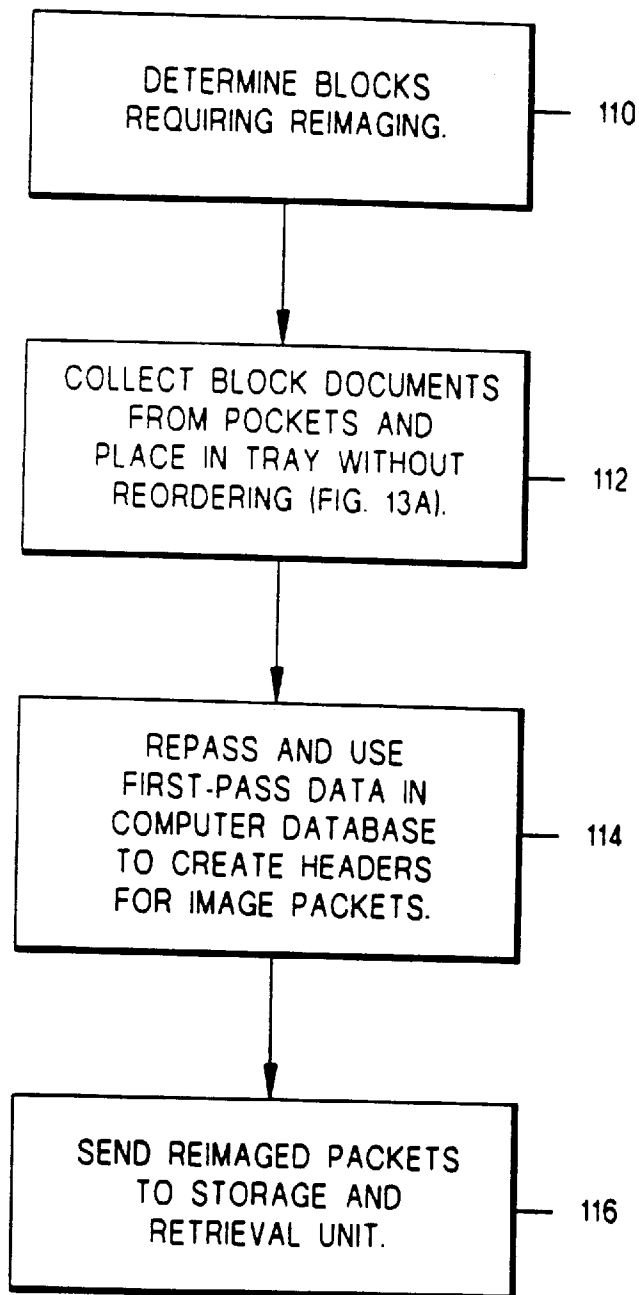 DETERMINE BLOCKS
REQUIRING REIMAGING.
110
COLLECT BLOCK DOCUMENTS
FROM POCKETS AND
PLACE IN TRAY WITHOUT
REORDERING (FIG. 13A).
112
REPASS AND USE
FIRST-PASS DATA IN
COMPUTER DATABASE
TO CREATE HEADERS
FOR IMAGE PACKETS.
114
SEND REIMAGED PACKETS
TO STORAGE AND
RETRIEVAL UNIT.
116